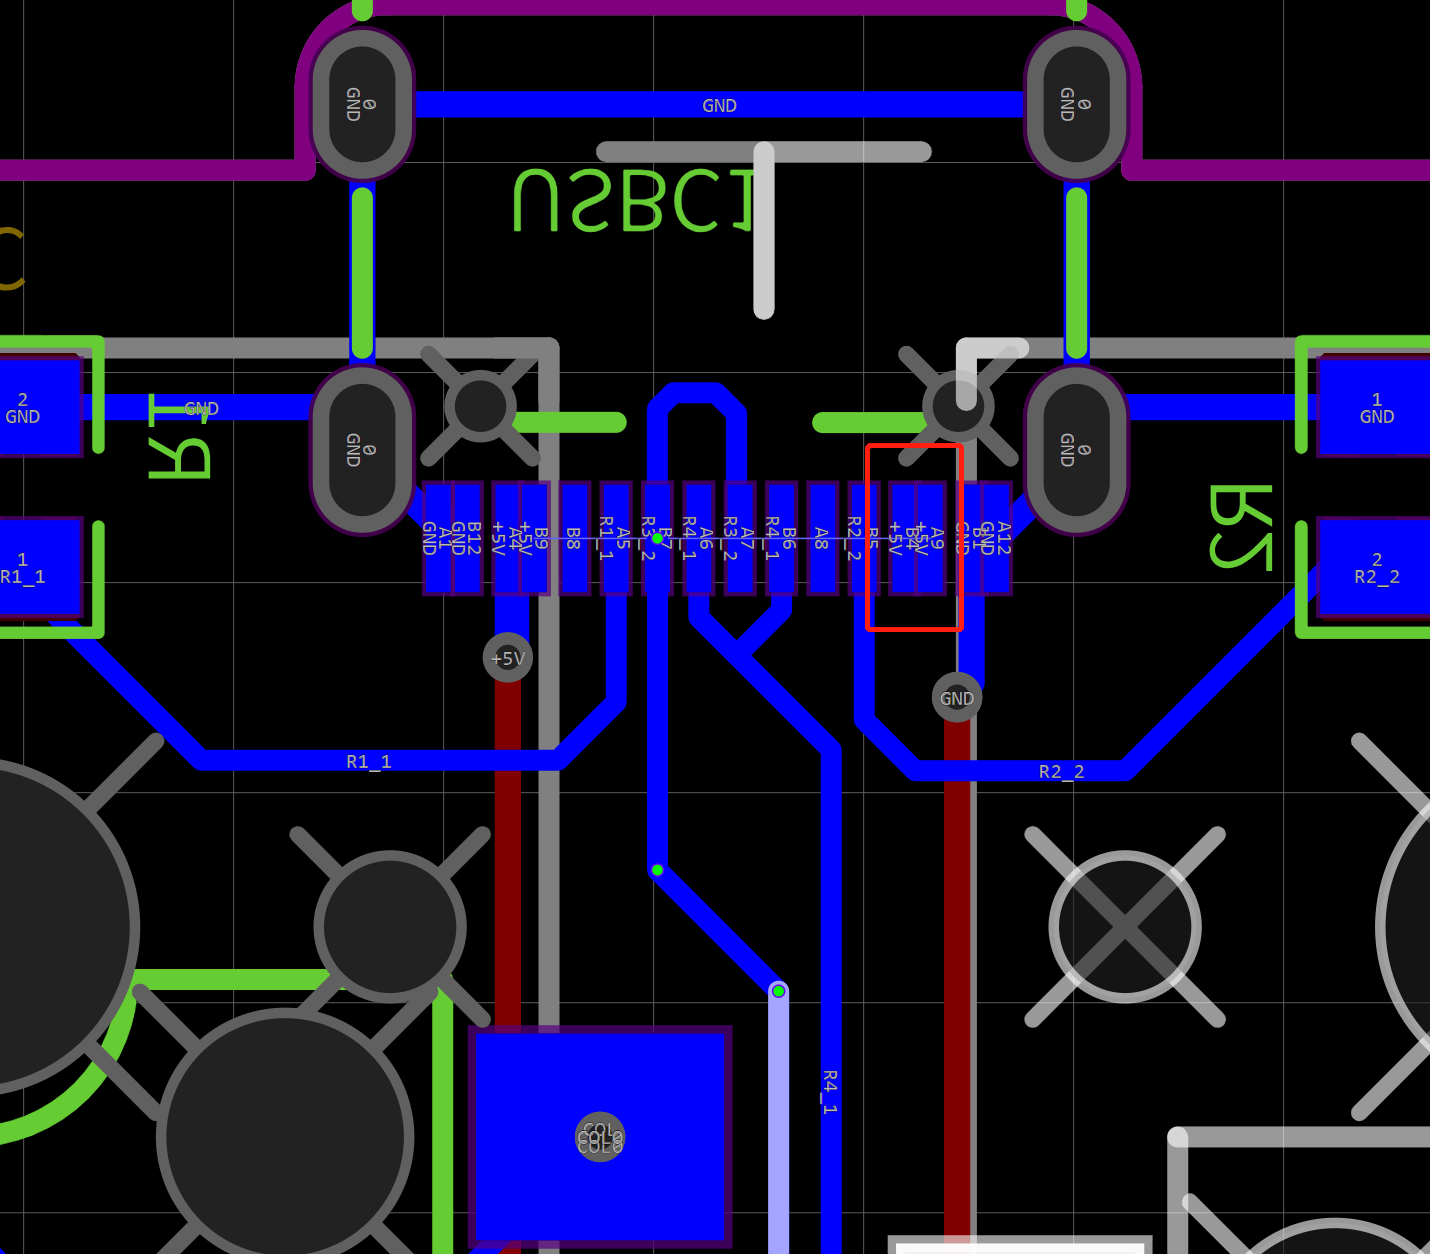 0
GND
0
GND
GND
USBC1
C
2
GND
GND
R1
0
GND
0
GND
1
GND
A1
GND
B12
GND
A4
+5V
B9
+5V
B8
A5
R1_1
B7
R3_2
A6
R4_1
A7
R3_2
B6
R4_1
A8
B5
R2_2
B4
+5V
A9
+5V
B1
GND
A12
GND
R2
1
R1_1
2
R2_2
+5V
GND
R1_1
R2_2
R4_1
COL0
COL0